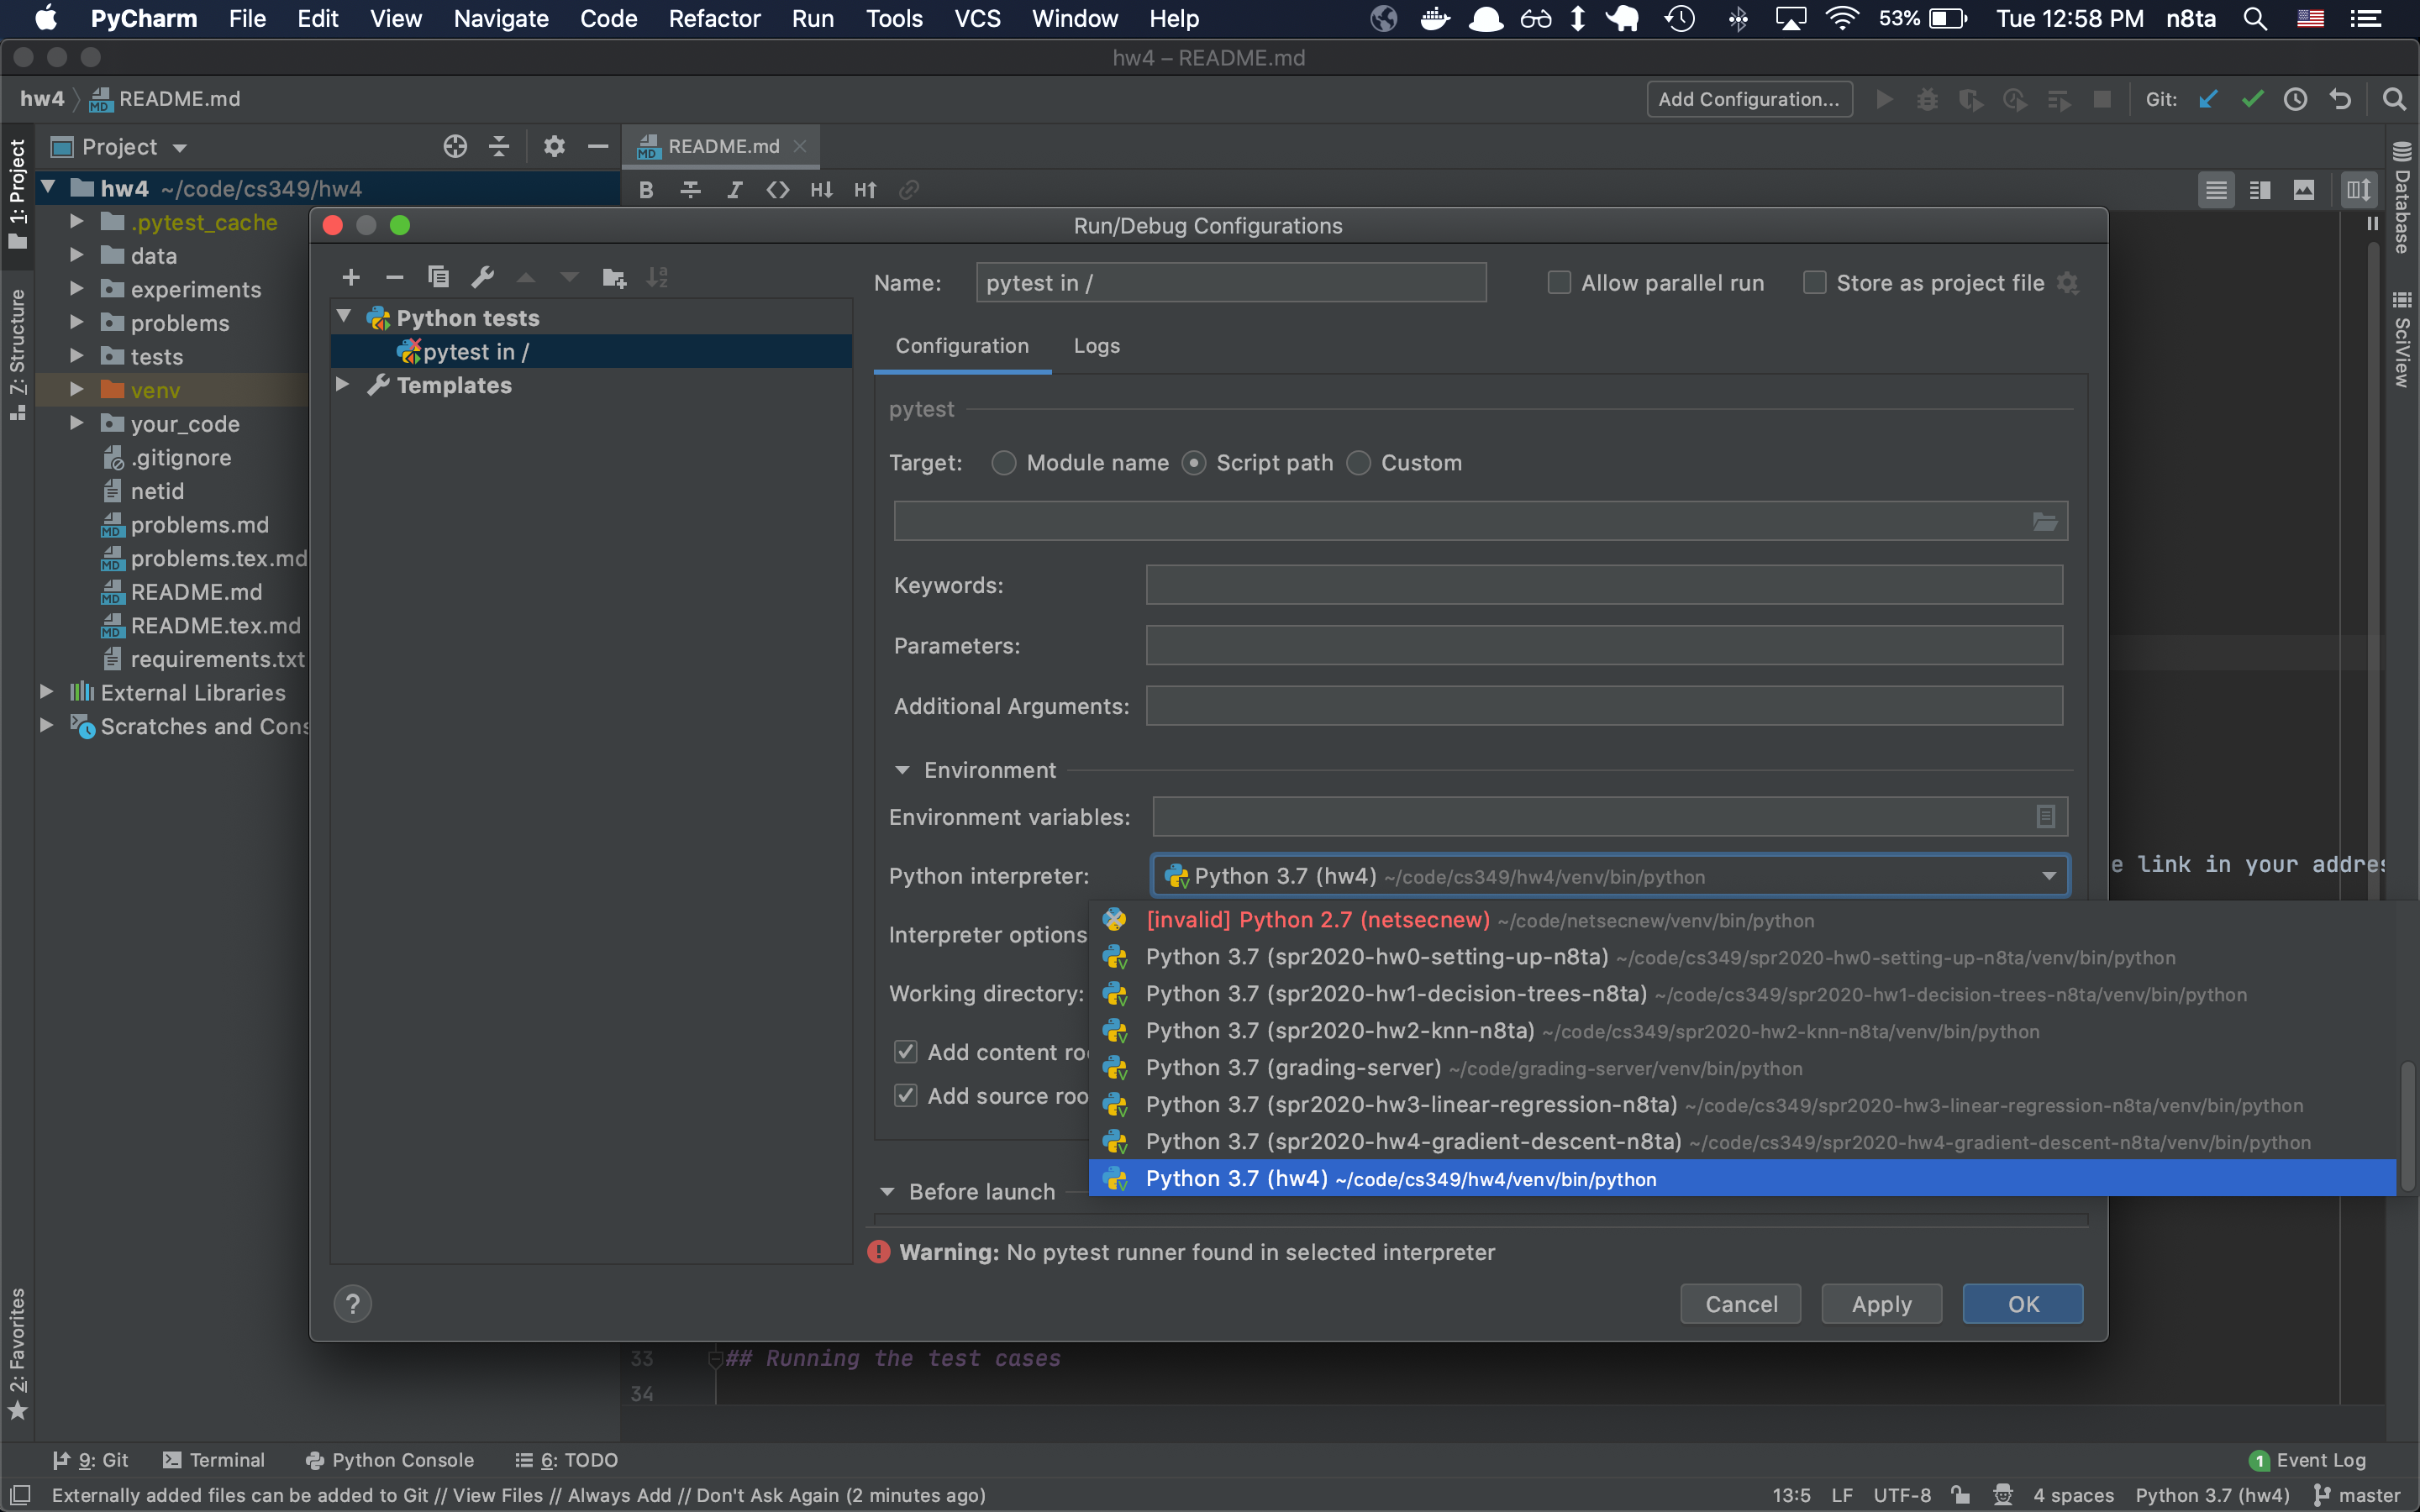 PyCharm File Edit View Navigate Code Refactor Run Tools VCS Window Help 53% Tue 12:58 PM n8ta
hw4 – README.md
hw4 README.md Add Configuration... Git:
Project README.md
hw4 ~/code/cs349/hw4 B I H↓ H↑
.pytest_cache
data
experiments
problems
tests
venv
your_code
.gitignore
netid
problems.md
problems.tex.md
README.md
README.tex.md
requirements.txt
External Libraries
Scratches and Cons
1: Project
Z: Structure
2: Favorites
Database
SciView
Run/Debug Configurations
Python tests
pytest in /
Templates
Name: pytest in / Allow parallel run Store as project file
Configuration Logs
pytest
Target: Module name Script path Custom
Keywords:
Parameters:
Additional Arguments:
Environment
Environment variables:
Python interpreter: Python 3.7 (hw4) ~/code/cs349/hw4/venv/bin/python
Interpreter options
Working directory:
Add content ro
Add source roo
[invalid] Python 2.7 (netsecnew) ~/code/netsecnew/venv/bin/python
Python 3.7 (spr2020-hw0-setting-up-n8ta) ~/code/cs349/spr2020-hw0-setting-up-n8ta/venv/bin/python
Python 3.7 (spr2020-hw1-decision-trees-n8ta) ~/code/cs349/spr2020-hw1-decision-trees-n8ta/venv/bin/python
Python 3.7 (spr2020-hw2-knn-n8ta) ~/code/cs349/spr2020-hw2-knn-n8ta/venv/bin/python
Python 3.7 (grading-server) ~/code/grading-server/venv/bin/python
Python 3.7 (spr2020-hw3-linear-regression-n8ta) ~/code/cs349/spr2020-hw3-linear-regression-n8ta/venv/bin/python
Python 3.7 (spr2020-hw4-gradient-descent-n8ta) ~/code/cs349/spr2020-hw4-gradient-descent-n8ta/venv/bin/python
Python 3.7 (hw4) ~/code/cs349/hw4/venv/bin/python
Before launch
Warning: No pytest runner found in selected interpreter
? Cancel Apply OK
e link in your addre
33 ## Running the test cases
34
9: Git Terminal Python Console 6: TODO 1 Event Log
Externally added files can be added to Git // View Files // Always Add // Don't Ask Again (2 minutes ago) 13:5 LF UTF-8 4 spaces Python 3.7 (hw4) master